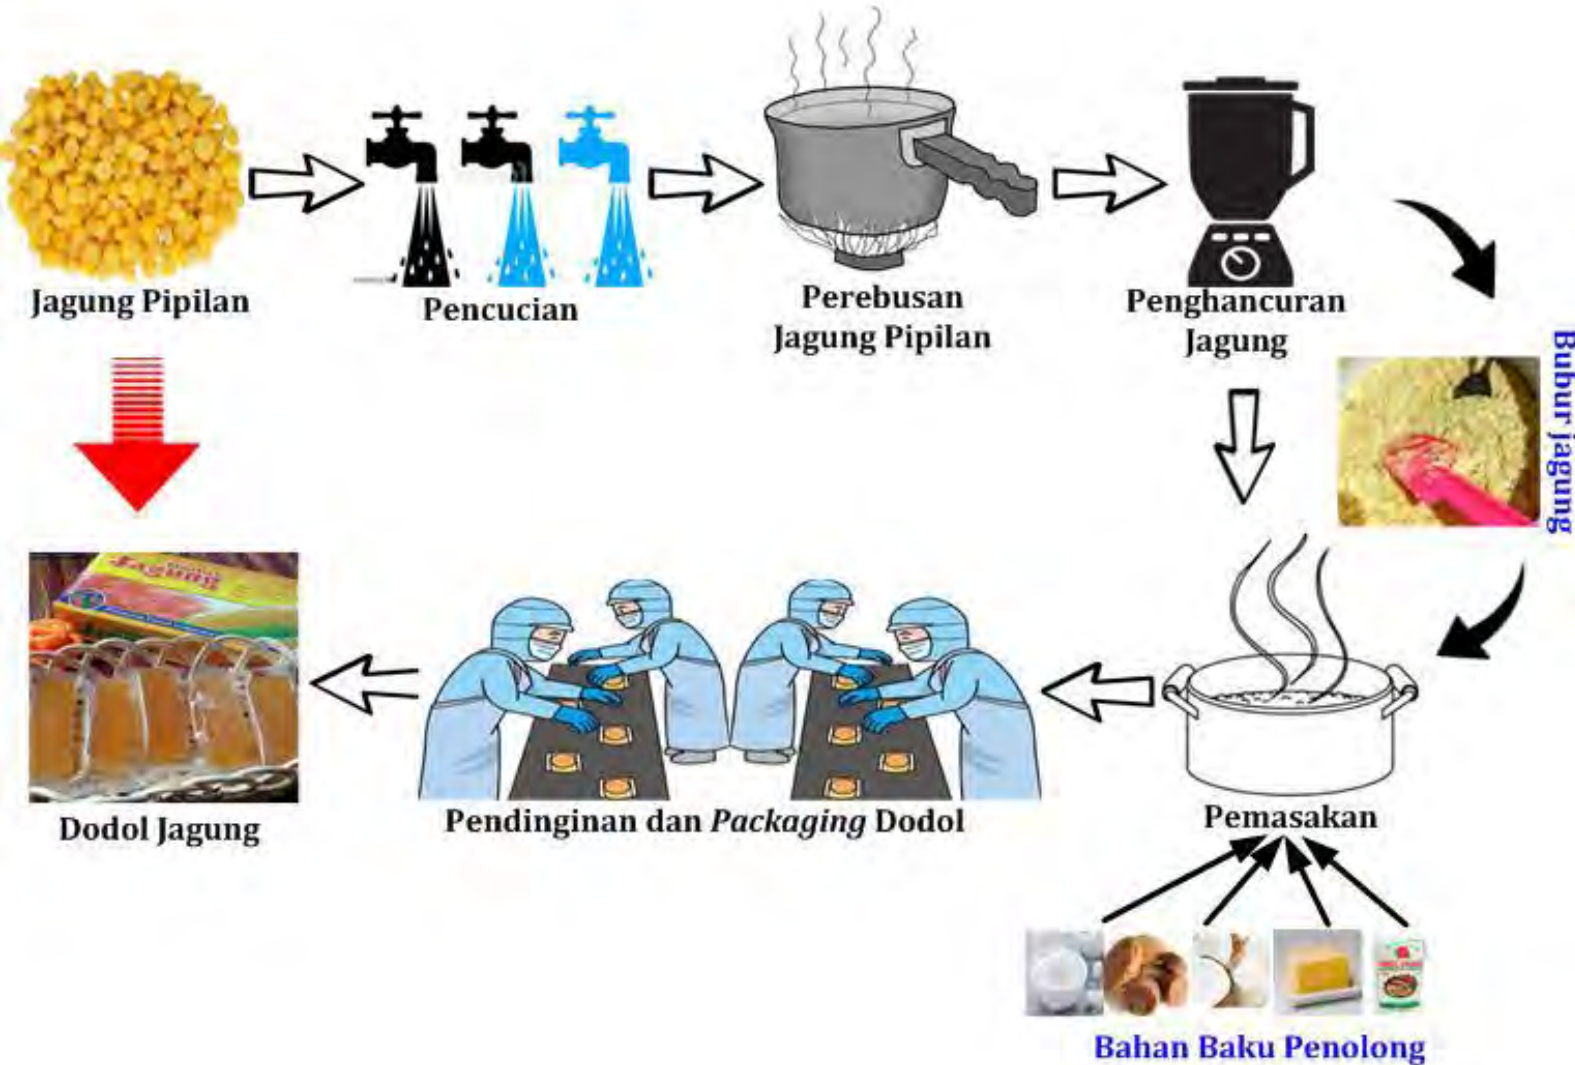 Jagung Pipilan
Pencucian
Perebusan
Jagung Pipilan
Penghancuran
Jagung
Bubur jagung
Jagung
Dodol Jagung
Pendinginan dan Packaging Dodol
Pemasakan
Bahan Baku Penolong